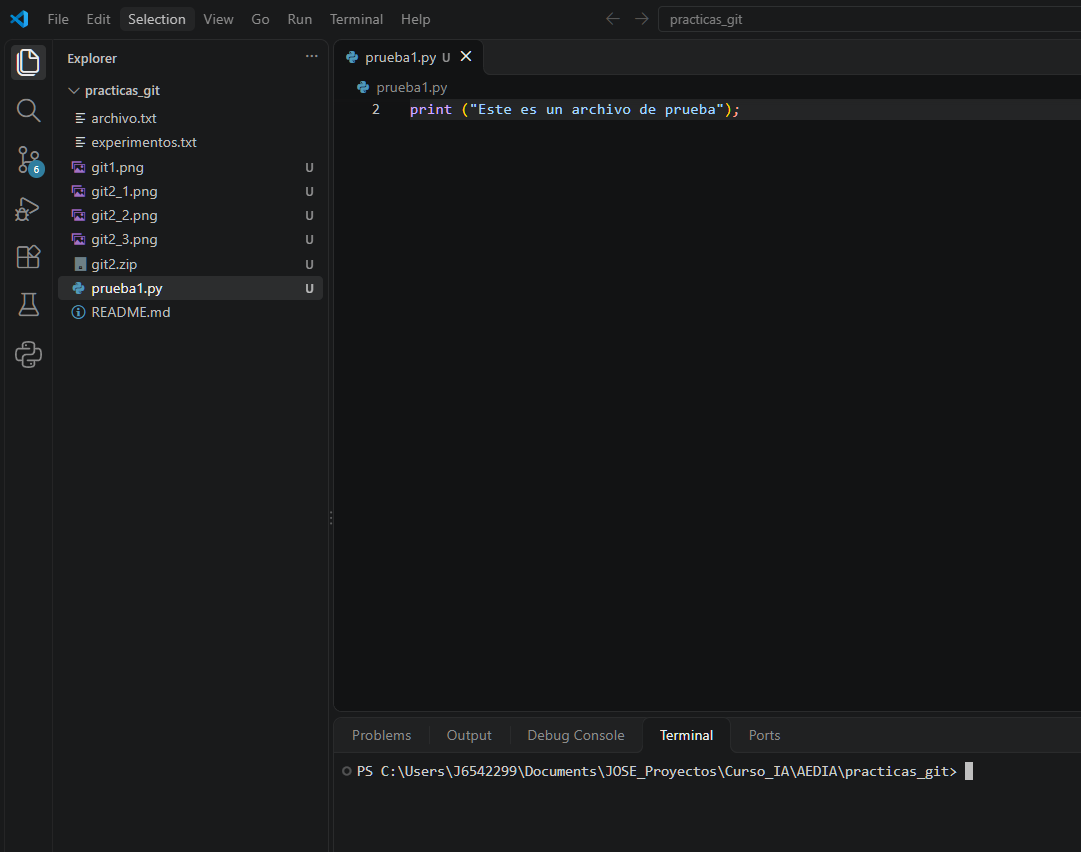 File Edit Selection View Go Run Terminal Help practicas_git
Explorer ···
practicas_git
archivo.txt
experimentos.txt
git1.png U
git2_1.png U
git2_2.png U
git2_3.png U
git2.zip U
prueba1.py U
README.md
6
prueba1.py U
prueba1.py
2 print ("Este es un archivo de prueba");
Problems Output Debug Console Terminal Ports
PS C:\Users\J6542299\Documents\JOSE_Proyectos\Curso_IA\AEDIA\practicas_git>